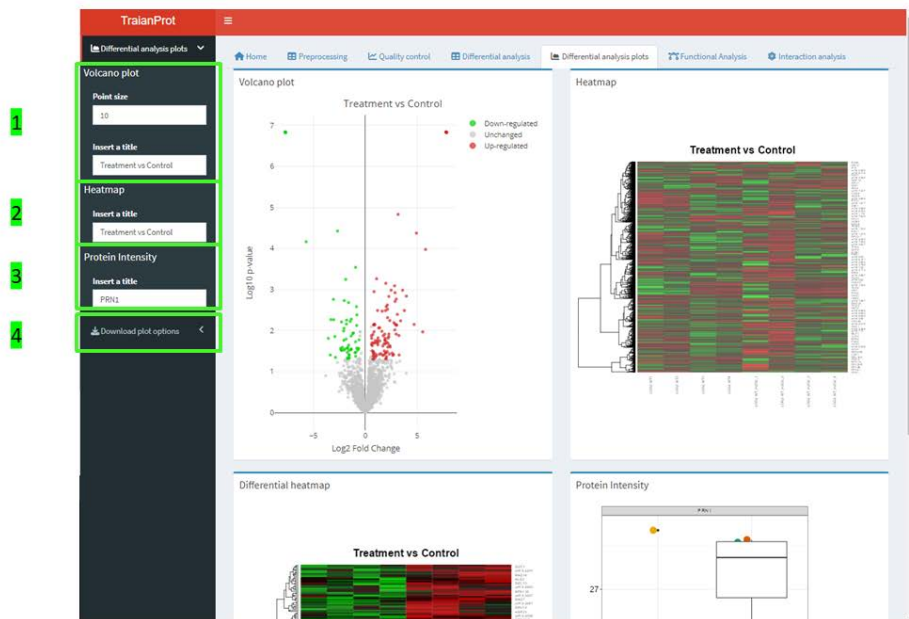 TraianProt
Differential analysis plots
Home
Preprocessing
Quality control
Differential analysis
Differential analysis plots
Functional Analysis
Interaction analysis
1
Volcano plot
Point size
10
Insert a title
Treatment vs Control
2
Heatmap
Insert a title
Treatment vs Control
3
Protein Intensity
Insert a title
PRN1
4
Download plot options
Volcano plot
Treatment vs Control
Down-regulated
Unchanged
Up-regulated
Log10 p-value
7
6
5
4
3
2
1
0
−5
0
5
Log2 Fold Change
Heatmap
Treatment vs Control
Differential heatmap
Treatment vs Control
Protein Intensity
27